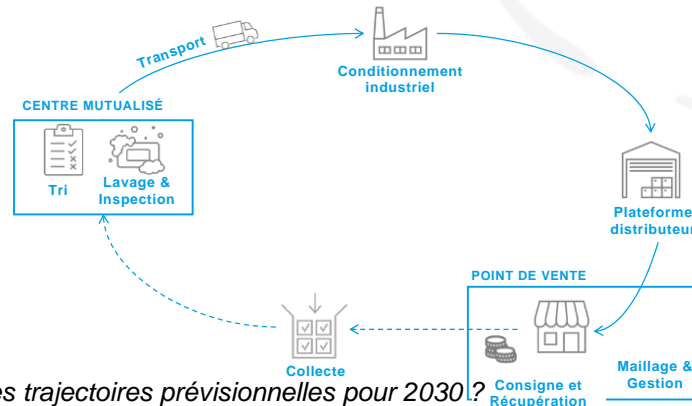 Transport
Conditionnement
industriel
CENTRE MUTUALISÉ
Tri
Lavage &
Inspection
Plateforme
distributeur
POINT DE VENTE
Collecte
Consigne et
Récupération
Maillage &
Gestion
es trajectoires prévisionnelles pour 2030 ?